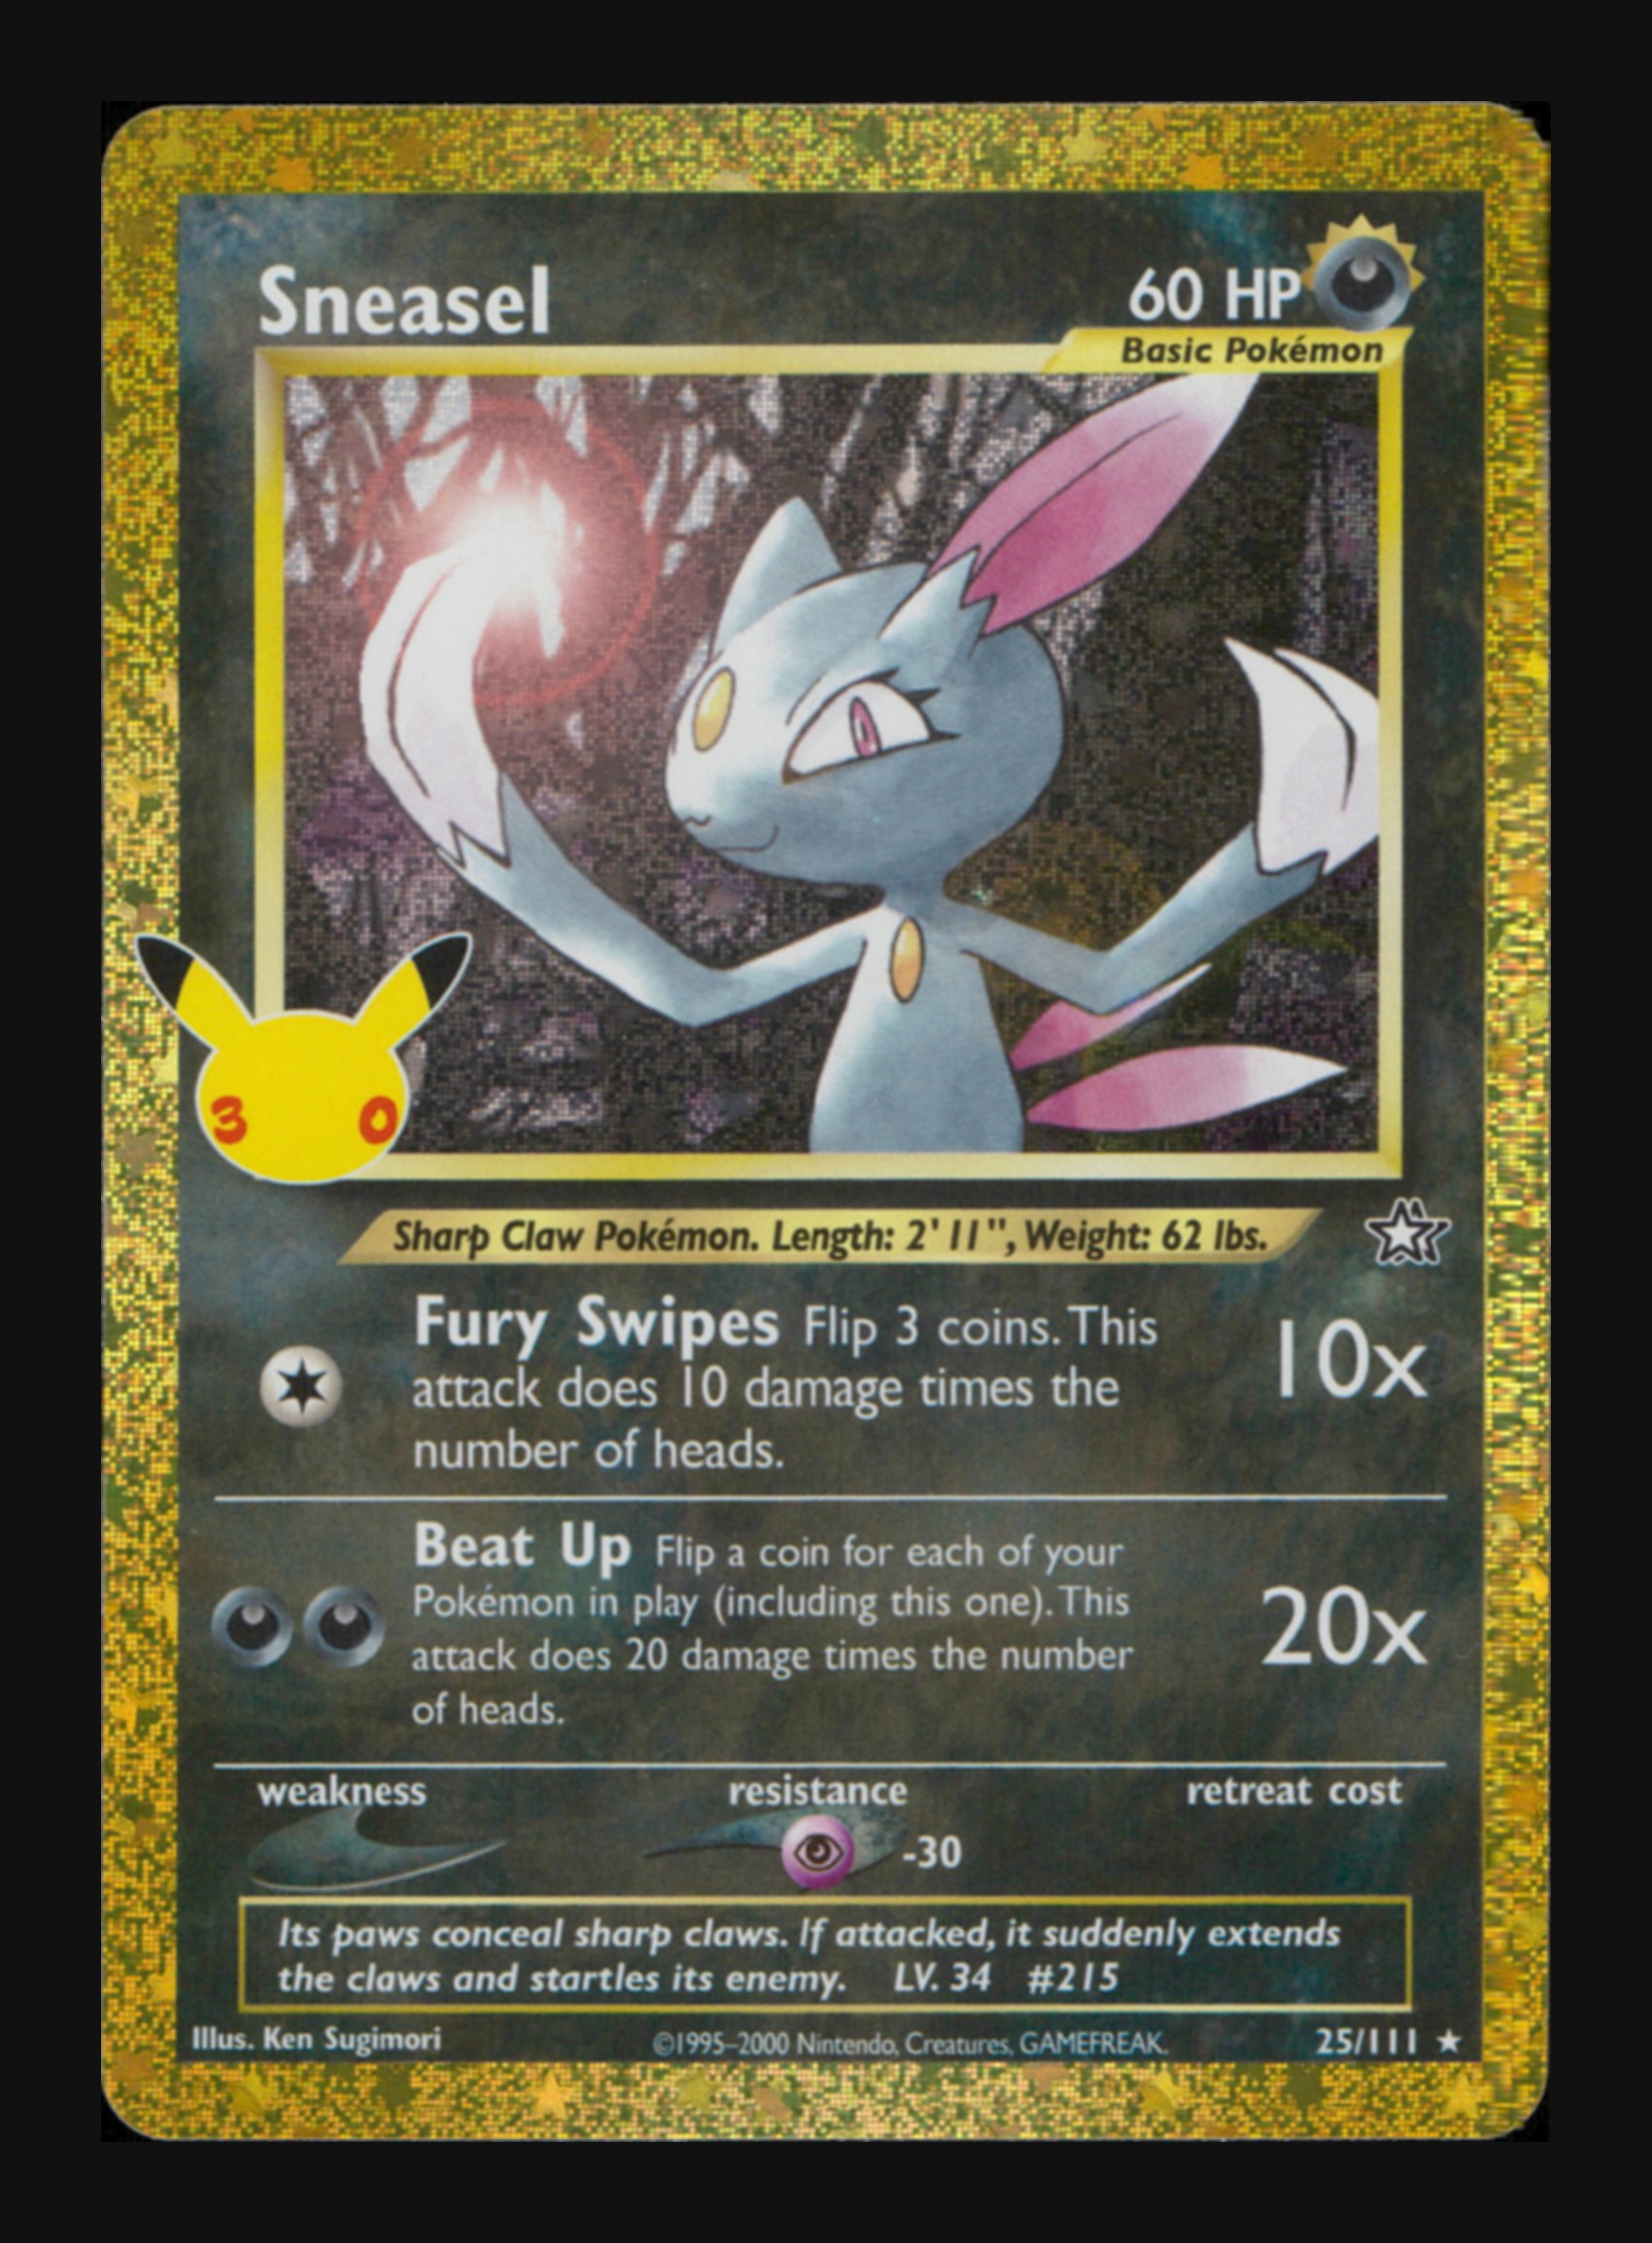 Sneasel
60 HP
Basic Pokémon
3 0
Sharp Claw Pokémon. Length: 2' 11", Weight: 62 lbs.
Fury Swipes Flip 3 coins. This
attack does 10 damage times the
number of heads.
10x
Beat Up Flip a coin for each of your
Pokémon in play (including this one). This
attack does 20 damage times the number
of heads.
20x
weakness resistance retreat cost
-30
Its paws conceal sharp claws. If attacked, it suddenly extends
the claws and startles its enemy. LV. 34 #215
Illus. Ken Sugimori ©1995–2000 Nintendo, Creatures, GAMEFREAK. 25/111 ★